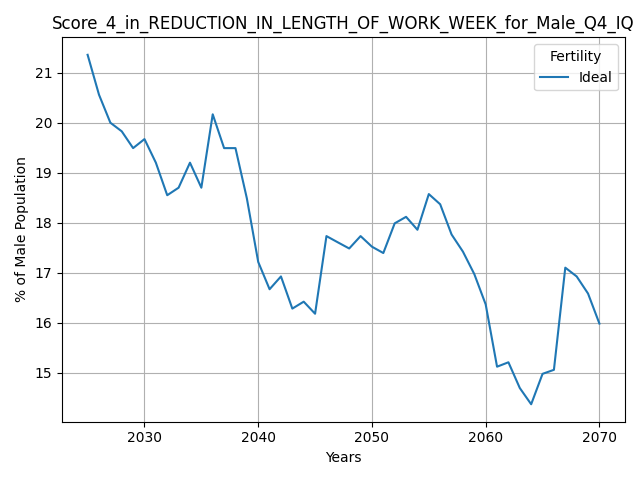 Score_4_in_REDUCTION_IN_LENGTH_OF_WORK_WEEK_for_Male_Q4_IQ
Fertility
Ideal
% of Male Population
21
20
19
18
17
16
15
2030 2040 2050 2060 2070
Years